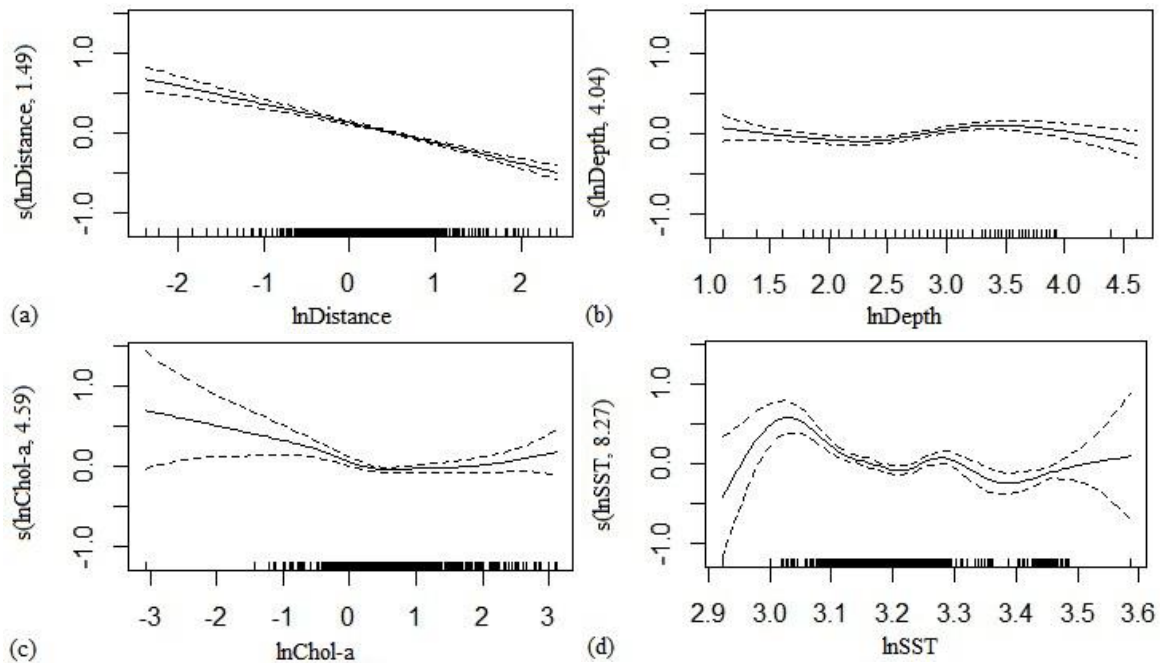 s(lnDistance, 1.49)
1.0
0.0
-1.0
-2 -1 0 1 2
(a) lnDistance
s(lnDepth, 4.04)
1.0
0.0
-1.0
1.0 1.5 2.0 2.5 3.0 3.5 4.0 4.5
(b) lnDepth
s(lnChol-a, 4.59)
1.0
0.0
-1.0
-3 -2 -1 0 1 2 3
(c) lnChol-a
s(lnSST, 8.27)
1.0
0.0
-1.0
2.9 3.0 3.1 3.2 3.3 3.4 3.5 3.6
(d) lnSST